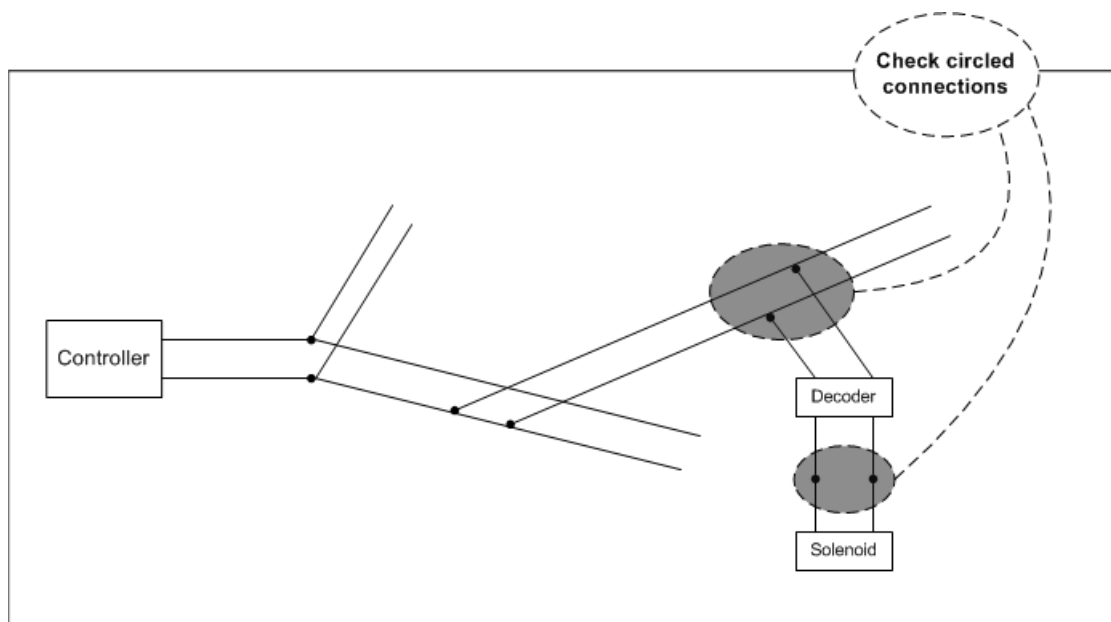 Check circled
connections
Controller
Decoder
Solenoid